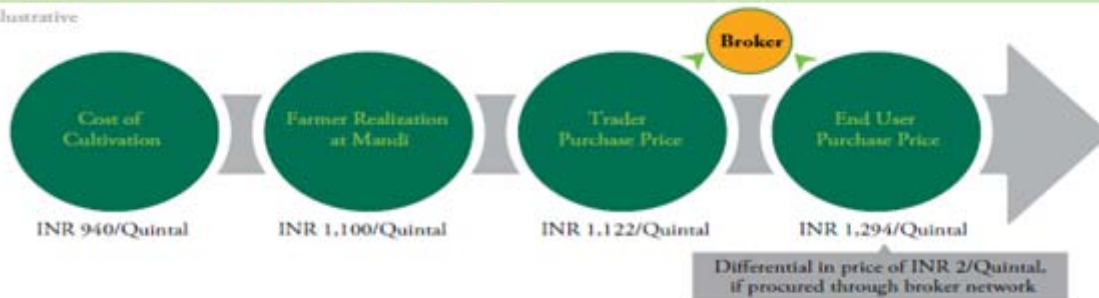 lustrative
Broker
Cost of
Cultivation
Farmer Realization
at Mandi
Trader
Purchase Price
End User
Purchase Price
INR 940/Quintal
INR 1,100/Quintal
INR 1,122/Quintal
INR 1,294/Quintal
Differential in price of INR 2/Quintal,
if procured through broker network